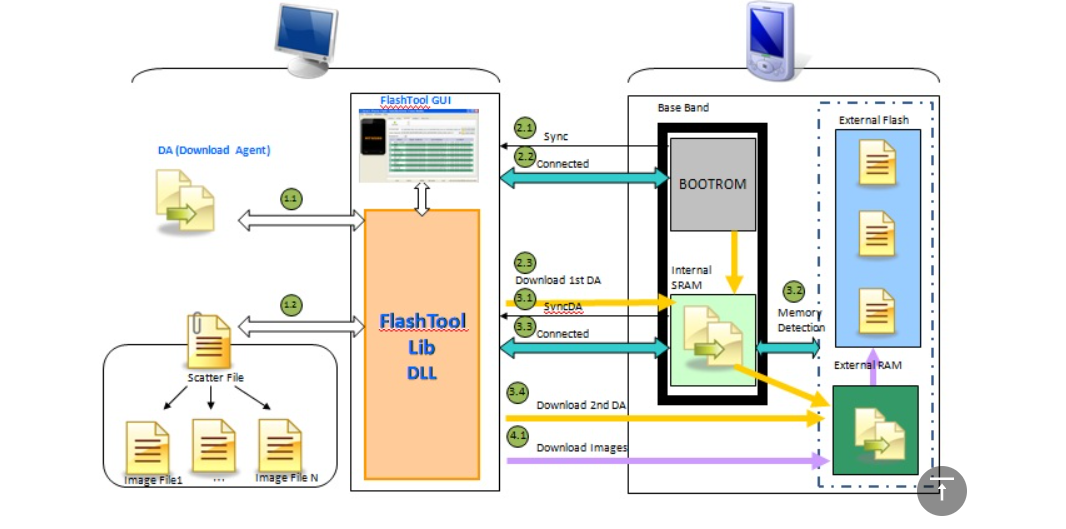 FlashTool GUI
DA (Download Agent)
1.1
1.2
FlashTool
Lib
DLL
Scatter File
Image File1
...
Image File N
Base Band
External Flash
2.1
Sync
2.2
Connected
BOOTROM
2.3
Download 1st DA
Internal
SRAM
3.1
SyncDA
3.2
Memory
Detection
3.3
Connected
External RAM
3.4
Download 2nd DA
4.1
Download Images